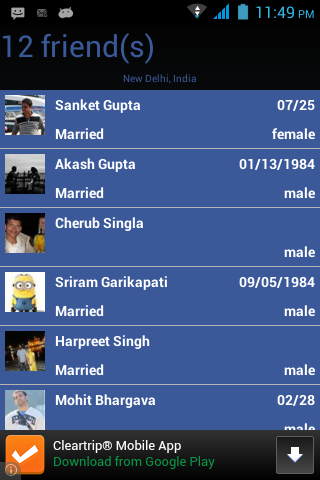 11:49 PM
12 friend(s)
New Delhi, India
Sanket Gupta 07/25
Married female
Akash Gupta 01/13/1984
Married male
Cherub Singla
male
Sriram Garikapati 09/05/1984
Married male
Harpreet Singh
Married male
Mohit Bhargava 02/28
male
Cleartrip® Mobile App
Download from Google Play